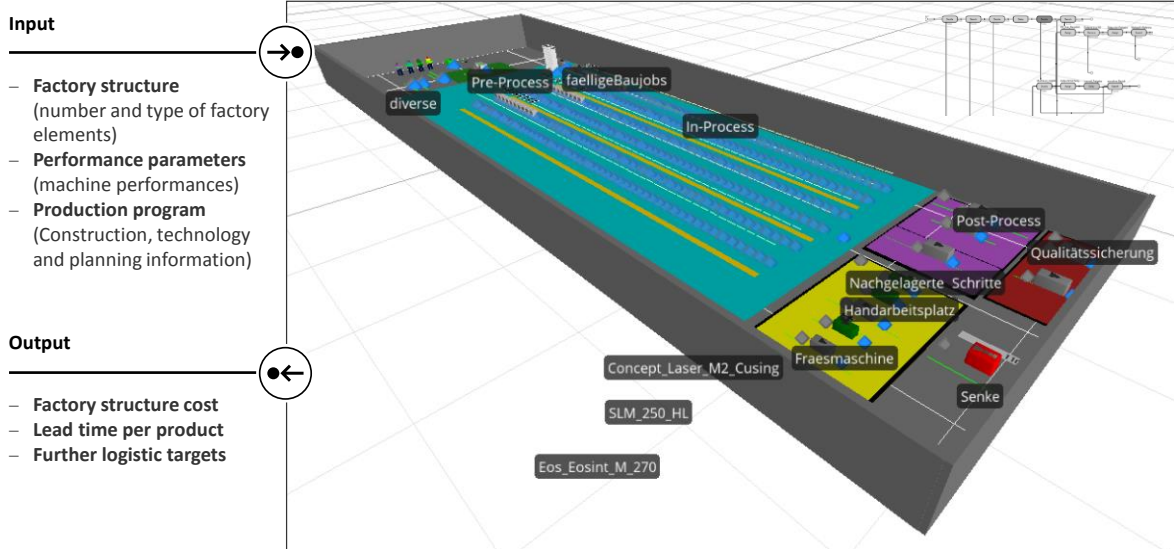 Input
– Factory structure
(number and type of factory
elements)
– Performance parameters
(machine performances)
– Production program
(Construction, technology
and planning information)
Output
– Factory structure cost
– Lead time per product
– Further logistic targets
diverse
Pre-Process
faelligeBaujobs
In-Process
Post-Process
Qualitätssicherung
Nachgelagerte Schritte
Handarbeitsplatz
Fraesmaschine
Senke
Concept_Laser_M2_Cusing
SLM_250_HL
Eos_Eosint_M_270